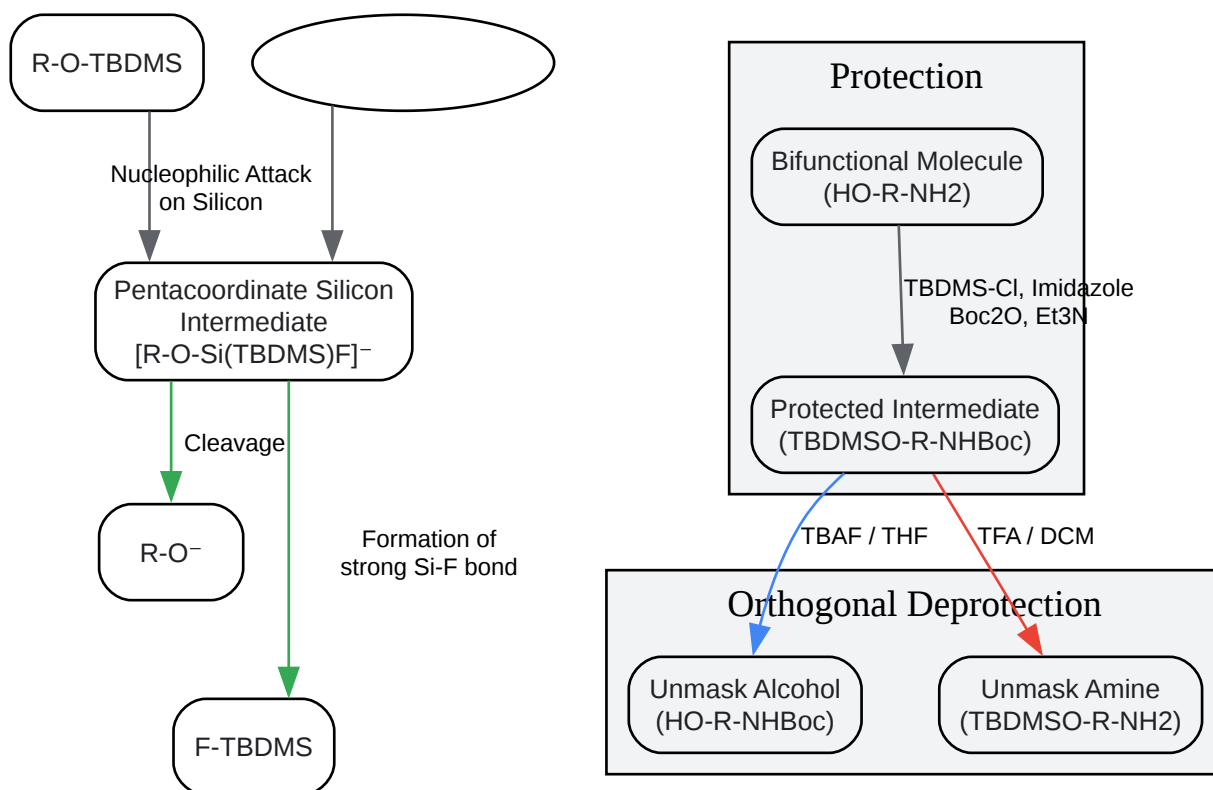 R-O-TBDMS
Nucleophilic Attack
on Silicon
Pentacoordinate Silicon
Intermediate
[R-O-Si(TBDMS)F]⁻
Cleavage
R-O⁻
Formation of
strong Si-F bond
F-TBDMS
Protection
Bifunctional Molecule
(HO-R-NH2)
TBDMS-Cl, Imidazole
Boc2O, Et3N
Protected Intermediate
(TBDMSO-R-NHBoc)
TBAF / THF
TFA / DCM
Orthogonal Deprotection
Unmask Alcohol
(HO-R-NHBoc)
Unmask Amine
(TBDMSO-R-NH2)